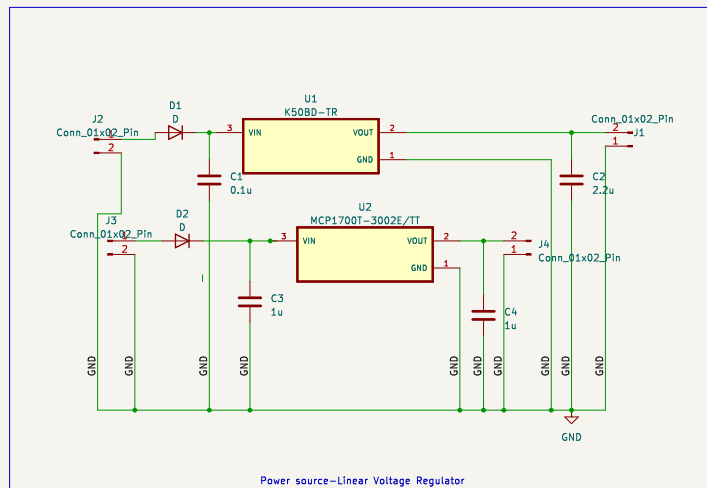 D1
D
U1
K50BD-TR
J2
Conn_01x02_Pin
1
2
3
VIN
VOUT
GND
2
1
Conn_01x02_Pin
2
J1
1
C1
0.1u
C2
2.2u
U2
MCP1700T-3002E/TT
J3
Conn_01x02_Pin
1
2
D2
D
3
VIN
VOUT
GND
2
1
2
1
J4
Conn_01x02_Pin
C3
1u
C4
1u
GND
GND
GND
GND
GND
GND
GND
GND
GND
GND
GND
Power source-Linear Voltage Regulator